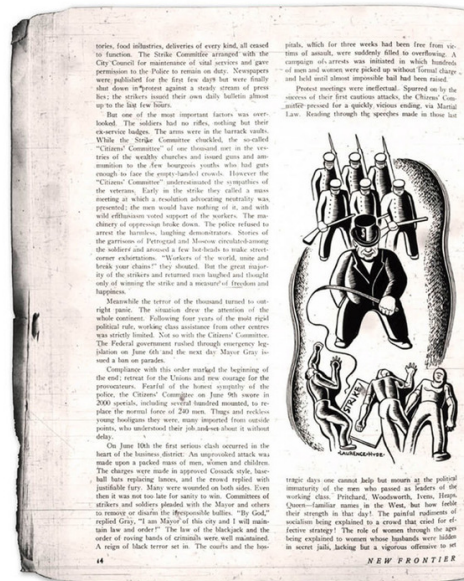 tories, food industries, deliveries of every kind, all ceased
to function. The Strike Committee arranged with the
City Council for maintenance of vital services and gave
permission to the Police to remain on duty. Newspapers
were published for the first few days but were finally
shut down in protest against a steady stream of press
lies; the strikers issued their own daily bulletin almost
up to the last few hours.
But one of the most important factors was over-
looked. The soldiers had no rifles, nothing but their
ex-service badges. The arms were in the barrack vaults.
While the Strike Committee chuckled, the so-called
"Citizens' Committee" of one thousand sort in the ves-
tries of the wealthy churches and issued guns and am-
munition to the few bourgeois youths who had guts
enough to face the empty-handed crowds. However the
"Citizens' Committee" underestimated the sympathies of
the veterans. Early in the strike they called a mass
meeting at which a resolution advocating neutrality was
presented; the men would have nothing of it, and with
wild enthusiasm voted support of the workers. The ma-
chinery of oppression broke down. The police refused to
arrest the harmless, laughing demonstrators. Stories of
the garrisons of Petrograd and Moscow circulated among
the soldiers and aroused a few hot-heads to make street-
corner exhortations. "Workers of the world, unite and
break your chains!" they shouted. But the great major-
ity of the strikers and returned men laughed and thought
only of winning the strike and a measure of freedom and
happiness.
Meanwhile the terror of the thousand turned to out-
right panic. The situation drew the attention of the
whole continent. Following four years of the most rigid
political rule, working class assistance from other centres
was strictly limited. Not so with the Citizens' Committee.
The Federal government rushed through emergency leg-
islation on June 6th and the next day Mayor Gray is-
sued a ban on parades.
Compliance with this order marked the beginning of
the end; retreat for the Unions and new courage for the
provocateurs. Fearful of the honest sympathy of the
police, the Citizens' Committee on June 9th swore in
2000 specials, including several hundred mounted, to re-
place the normal force of 240 men. Thugs and reckless
young hooligans they were, many imported from outside
points, who understood their job and set about it without
delay.
On June 10th the first serious clash occurred in the
heart of the business district. An unprovoked attack was
made upon a packed mass of men, women and children.
The charges were made in approved Cossack style, base-
ball bats replacing lances, and the crowd replied with
justifiable fury. Many were wounded on both sides. Even
then it was not too late for sanity to win. Committees of
strikers and soldiers pleaded with the Mayor and others
to remove or disarm the irresponsible bullies. "By God,"
replied Gray, "I am Mayor of this city and I will main-
tain law and order!" The law of the blackjack and the
order of roving bands of criminals were well maintained.
A reign of black terror set in. The courts and the hos-
pitals, which for three weeks had been free from vic-
tims of assault, were suddenly filled to overflowing. A
campaign of arrests was initiated in which hundreds
of men and women were picked up without formal charge
and held until almost impossible bail had been raised.
Protest meetings were ineffectual. Spurred on by the
success of their first cautious attacks, the Citizens' Com-
mittee pressed for a quickly, vicious ending, via Martial
Law. Reading through the speeches made in those last
STRIKE
LAURENCE HYDE
tragic days one cannot help but mourn at the political
immaturity of the men who passed as leaders of the
working class. Pritchard, Woodsworth, Ivens, Heaps,
Queen—familiar names in the West, but how feeble
their strength in that day! The painful rudiments of
socialism being explained to a crowd that cried for ef-
fective strategy! The role of women through the ages
being explained to women whose husbands were hidden
in secret jails, lacking but a vigorous offensive to set
NEW FRONTIER